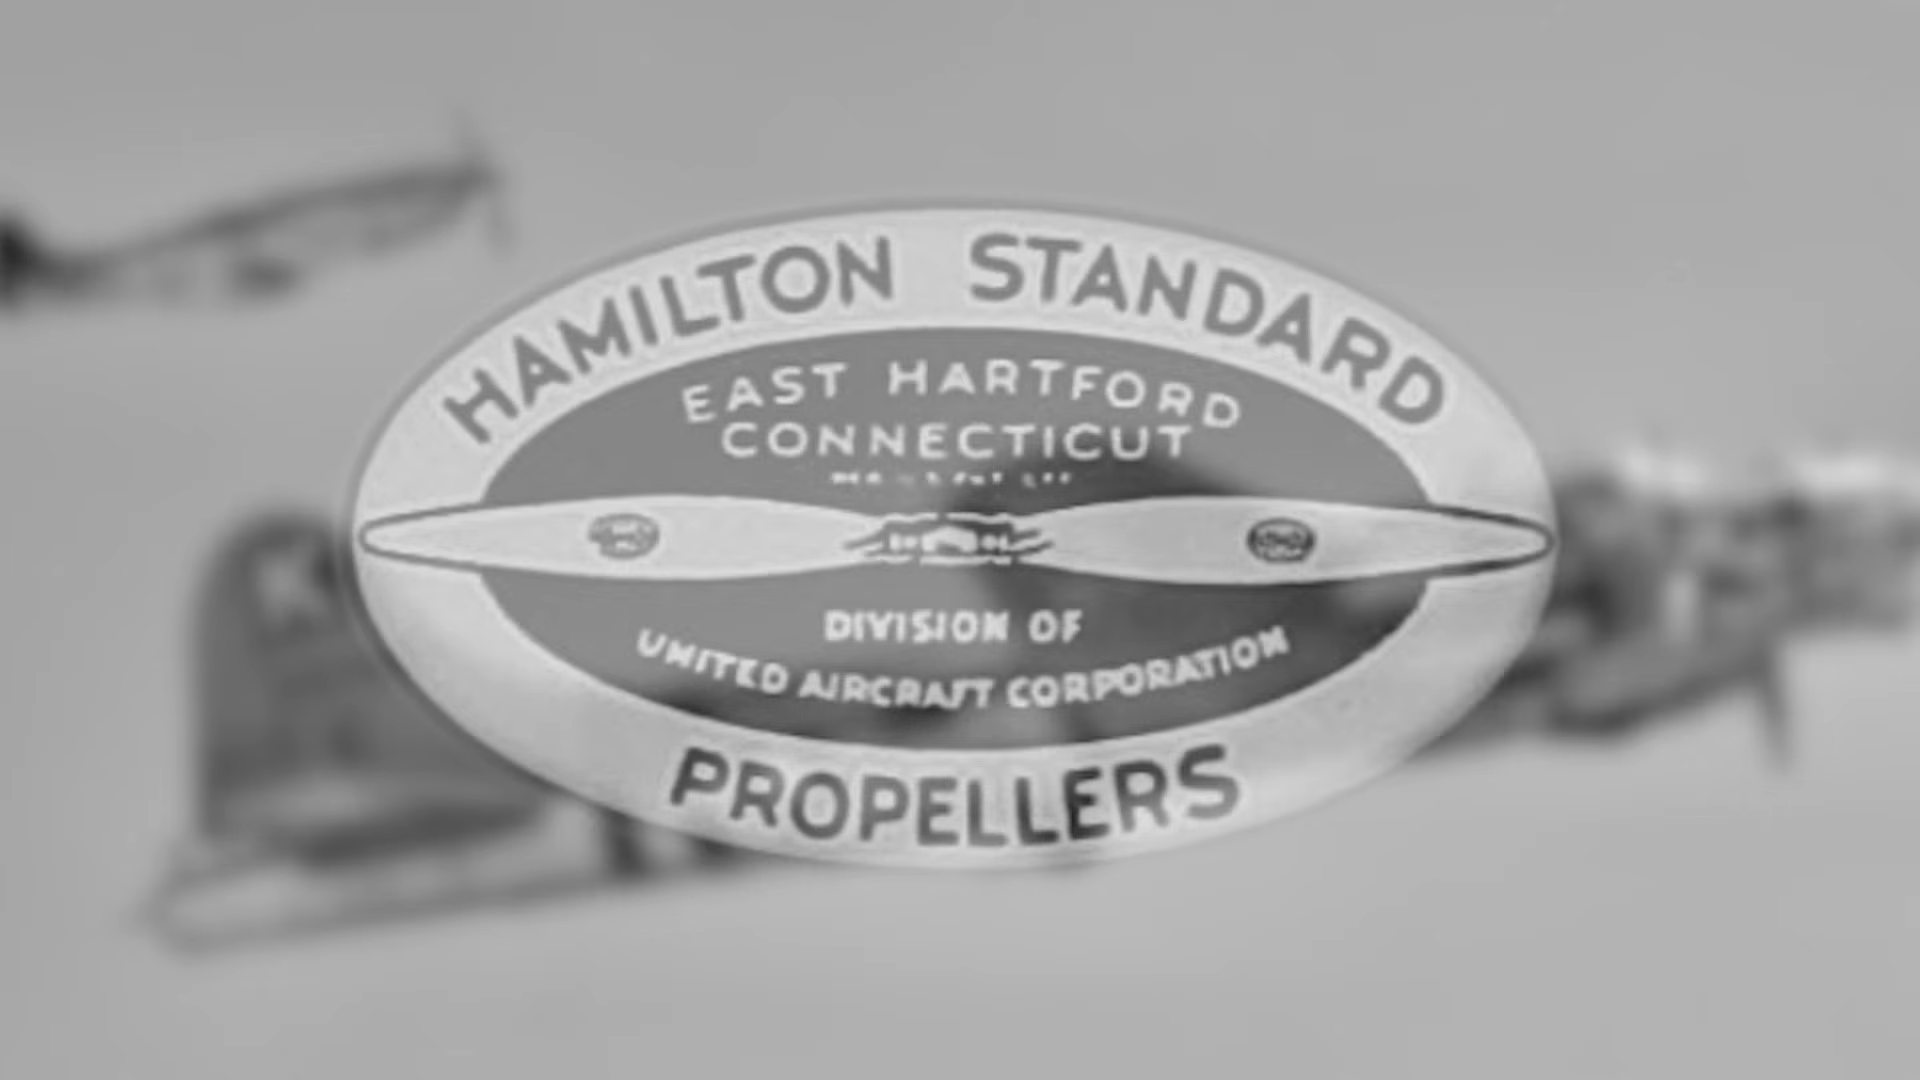 HAMILTON STANDARD
EAST HARTFORD
CONNECTICUT
DIVISION OF
UNITED AIRCRAFT CORPORATION
PROPELLERS